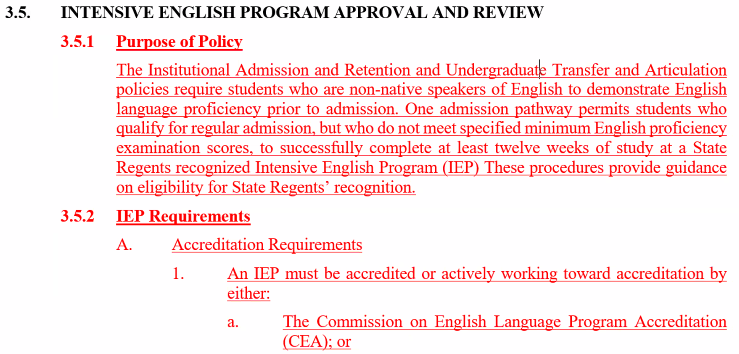 3.5. INTENSIVE ENGLISH PROGRAM APPROVAL AND REVIEW
3.5.1 Purpose of Policy
The Institutional Admission and Retention and Undergraduate Transfer and Articulation
policies require students who are non-native speakers of English to demonstrate English
language proficiency prior to admission. One admission pathway permits students who
qualify for regular admission, but who do not meet specified minimum English proficiency
examination scores, to successfully complete at least twelve weeks of study at a State
Regents recognized Intensive English Program (IEP) These procedures provide guidance
on eligibility for State Regents’ recognition.
3.5.2 IEP Requirements
A. Accreditation Requirements
1. An IEP must be accredited or actively working toward accreditation by
either:
a. The Commission on English Language Program Accreditation
(CEA); or